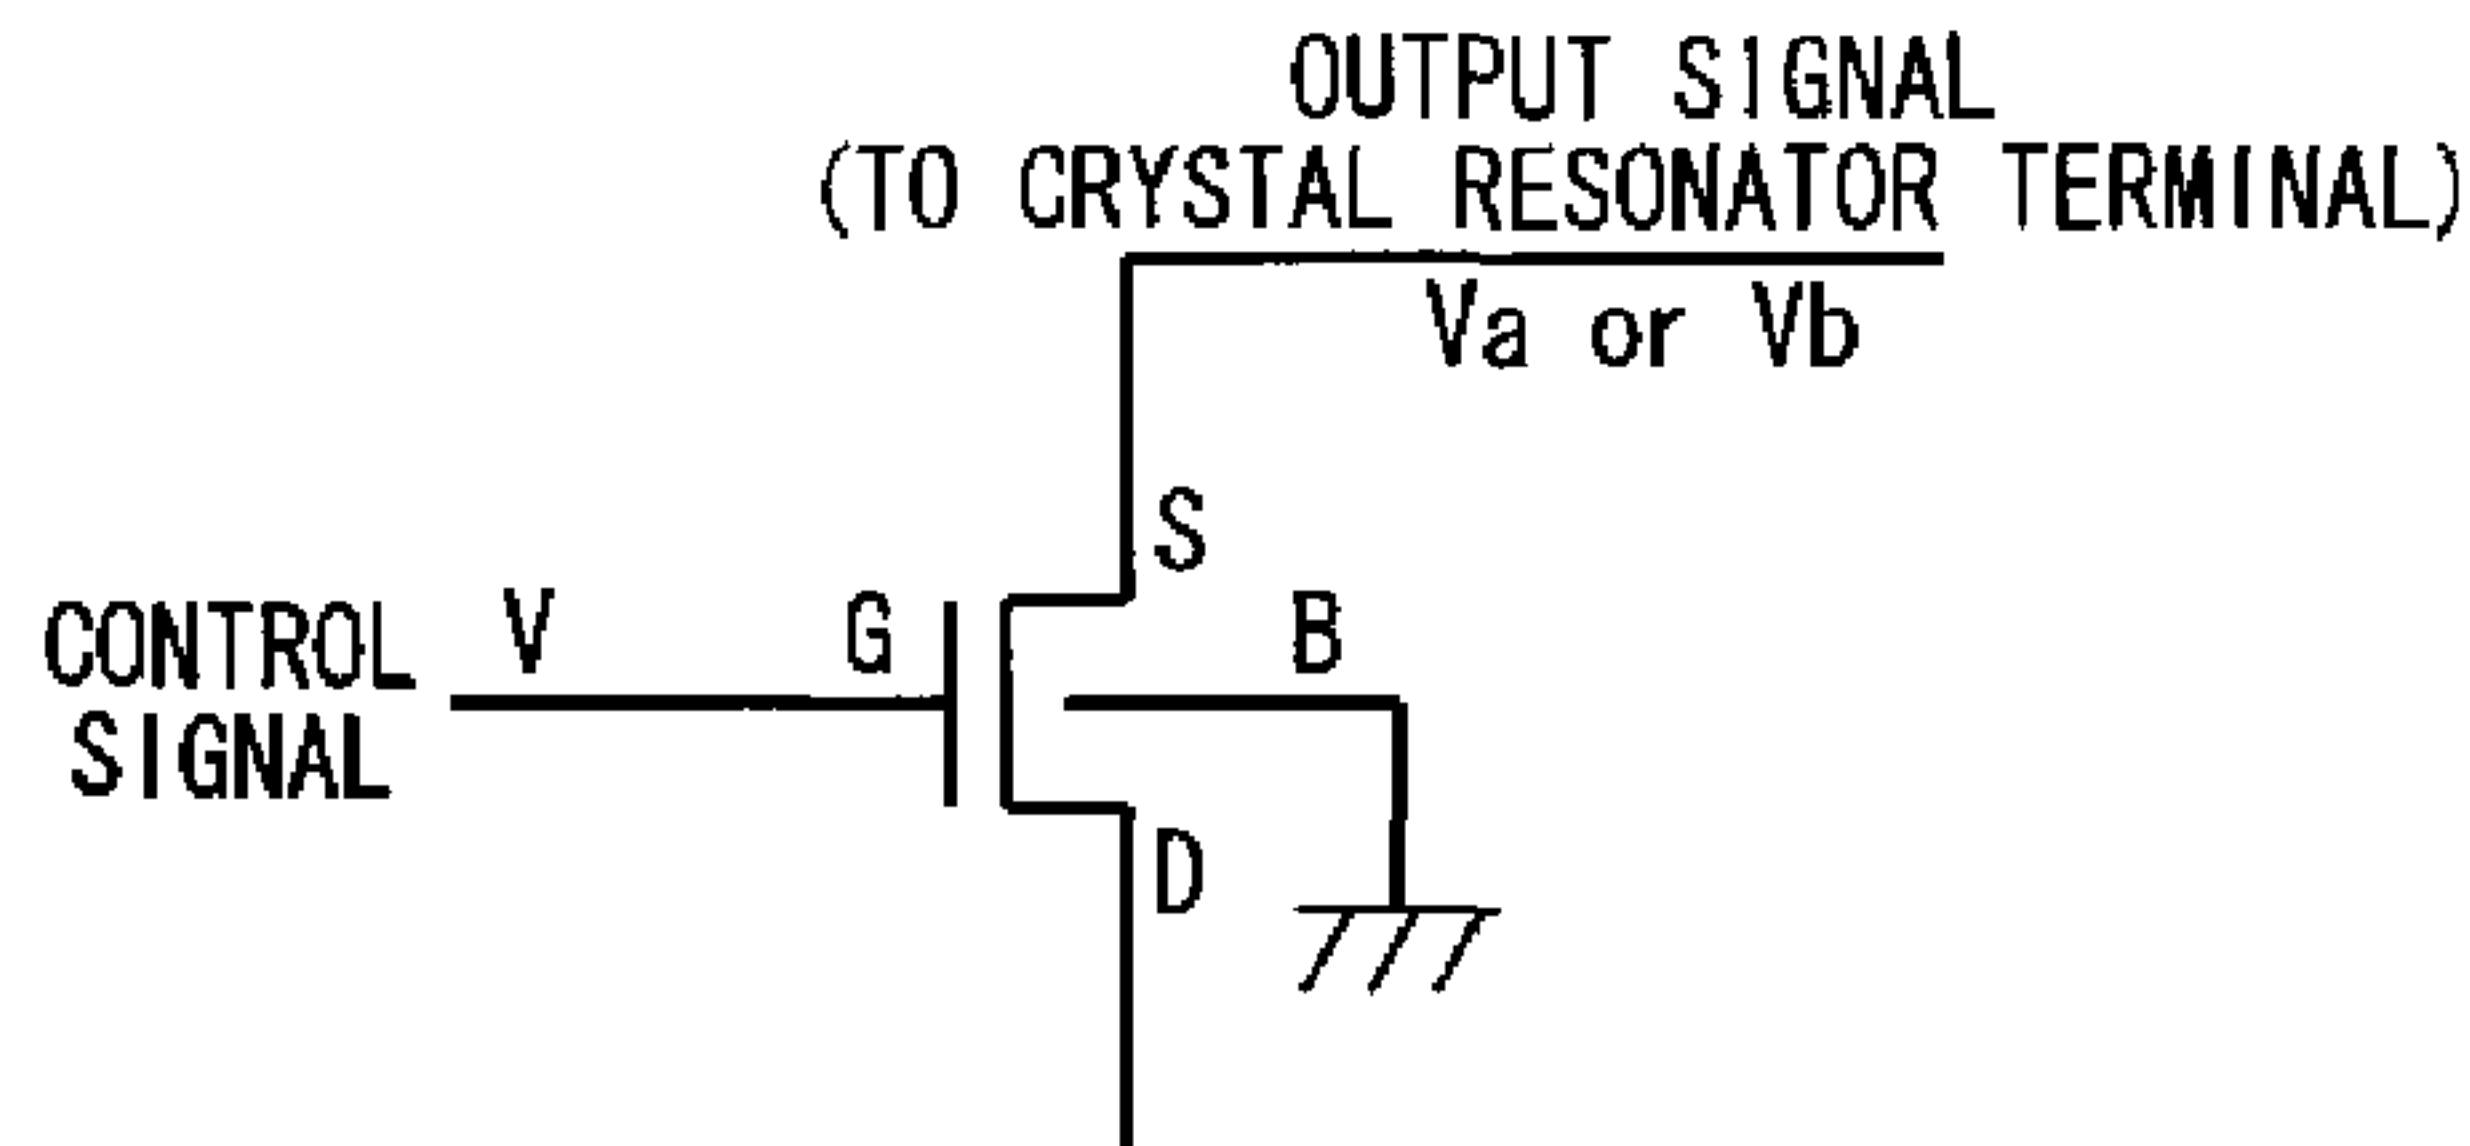 OUTPUT SIGNAL
(TO CRYSTAL RESONATOR TERMINAL)
Va or Vb
S
CONTROL
SIGNAL
V
G
B
D